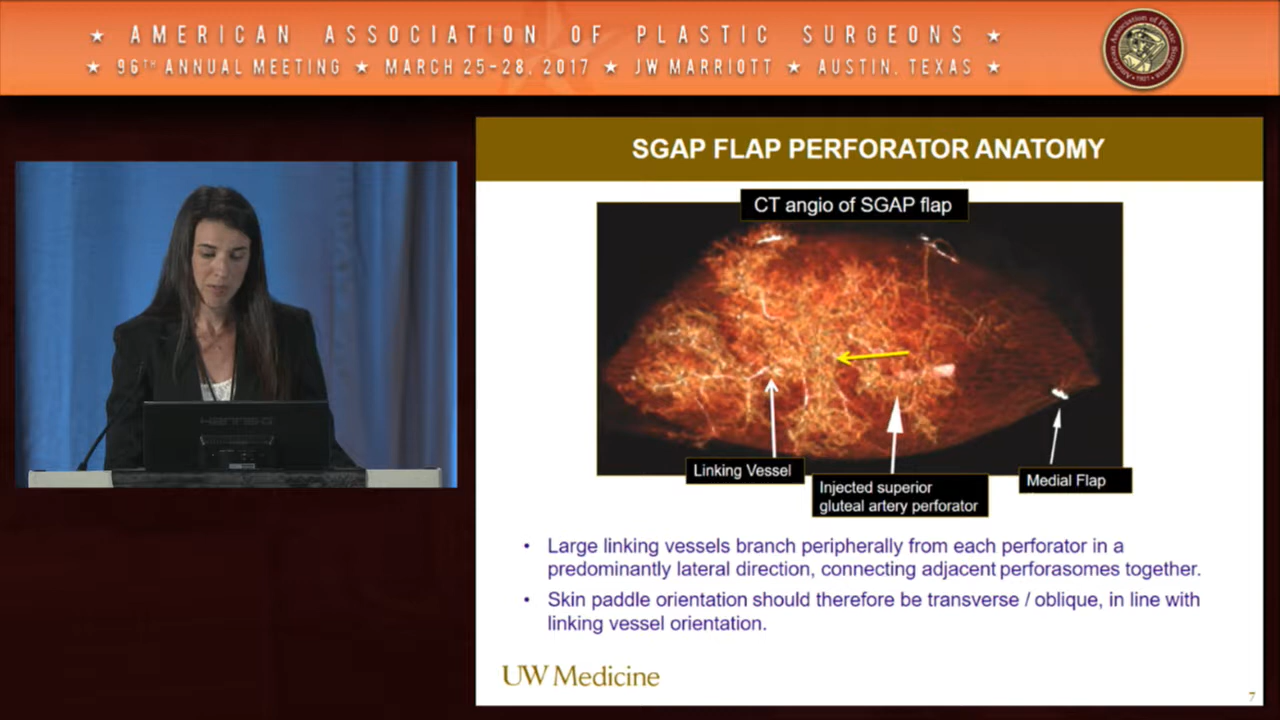 ★ AMERICAN ASSOCIATION OF PLASTIC SURGEONS ★
★ 96TH ANNUAL MEETING ★ MARCH 25-28, 2017 ★ JW MARRIOTT ★ AUSTIN, TEXAS ★
SGAP FLAP PERFORATOR ANATOMY
CT angio of SGAP flap
Linking Vessel
Injected superior
gluteal artery perforator
Medial Flap
• Large linking vessels branch peripherally from each perforator in a
predominantly lateral direction, connecting adjacent perforasomes together.
• Skin paddle orientation should therefore be transverse / oblique, in line with
linking vessel orientation.
UW Medicine
7